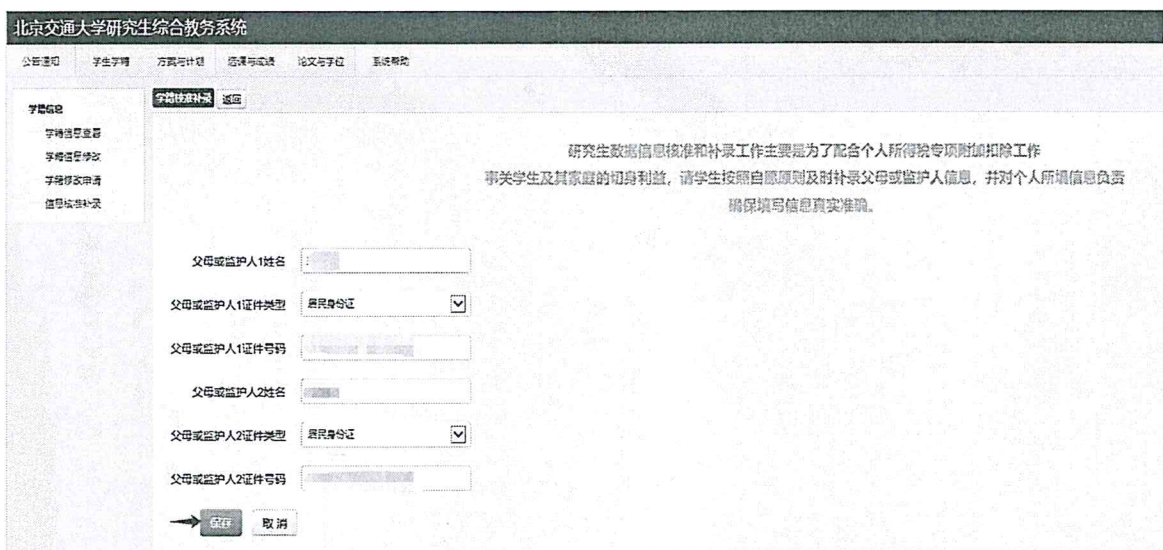 北京交通大学研究生综合教务系统
公告通知 学生学籍 方案与计划 选课与成绩 论文与学位 系统帮助
学籍核准补录 返回
学籍信息
学籍信息查看
学籍信息修改
学籍修改申请
信息核准补录
研究生数据信息核准和补录工作主要是为了配合个人所得税专项附加扣除工作
事关学生及其家庭的切身利益，请学生按照自愿原则及时补录父母或监护人信息，并对个人所填信息负责
确保填写信息真实准确。
父母或监护人1姓名
父母或监护人1证件类型 居民身份证
父母或监护人1证件号码
父母或监护人2姓名
父母或监护人2证件类型 居民身份证
父母或监护人2证件号码
保存 取消